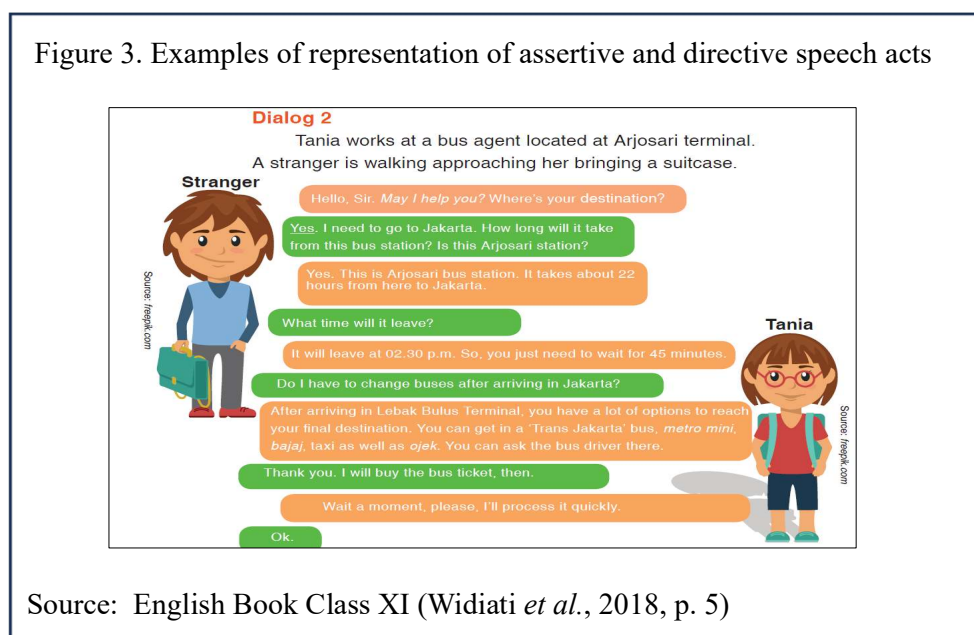 Figure 3. Examples of representation of assertive and directive speech acts
Dialog 2
Tania works at a bus agent located at Arjosari terminal.
A stranger is walking approaching her bringing a suitcase.
Stranger
Hello, Sir. May I help you? Where's your destination?
Yes. I need to go to Jakarta. How long will it take
from this bus station? Is this Arjosari station?
Yes. This is Arjosari bus station. It takes about 22
hours from here to Jakarta.
Source: freepik.com
What time will it leave?
Tania
It will leave at 02.30 p.m. So, you just need to wait for 45 minutes.
Do I have to change buses after arriving in Jakarta?
After arriving in Lebak Bulus Terminal, you have a lot of options to reach
your final destination. You can get in a 'Trans Jakarta' bus, metro mini,
bajaj, taxi as well as ojek. You can ask the bus driver there.
Source: freepik.com
Thank you. I will buy the bus ticket, then.
Wait a moment, please, I'll process it quickly.
Ok.
Source: English Book Class XI (Widiati et al., 2018, p. 5)